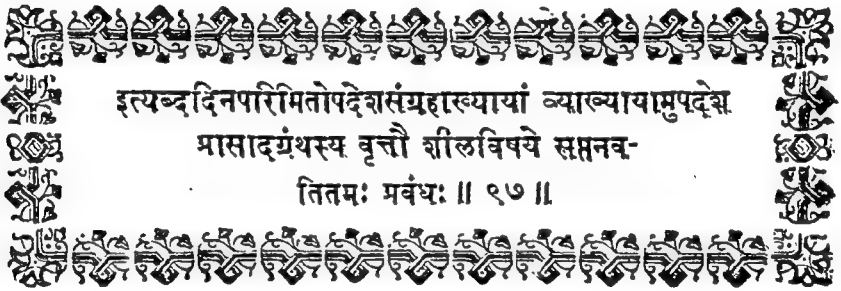 इत्यब्ददिनपरिमितोपदेशसंग्रहाख्यायां व्याख्यायामुपदेश
प्रासादग्रंथस्य वृत्तौ शीलविषये सप्तनव-
तितमः प्रबंधः ॥ ९७ ॥